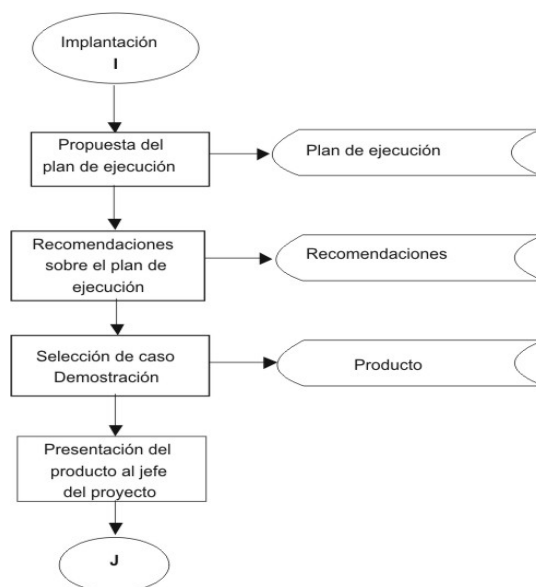 Implantación
I
Propuesta del
plan de ejecución
Plan de ejecución
Recomendaciones
sobre el plan de
ejecución
Recomendaciones
Selección de caso
Demostración
Producto
Presentación del
producto al jefe
del proyecto
J